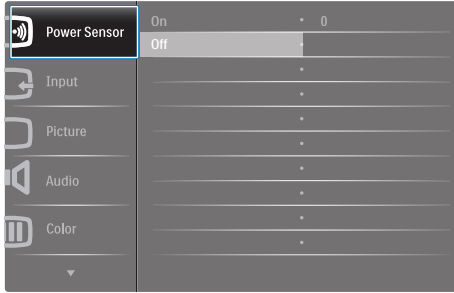 Power Sensor
On • 0
Off •
Input
•
•
Picture
•
•
Audio
•
•
Color
•
•
▼